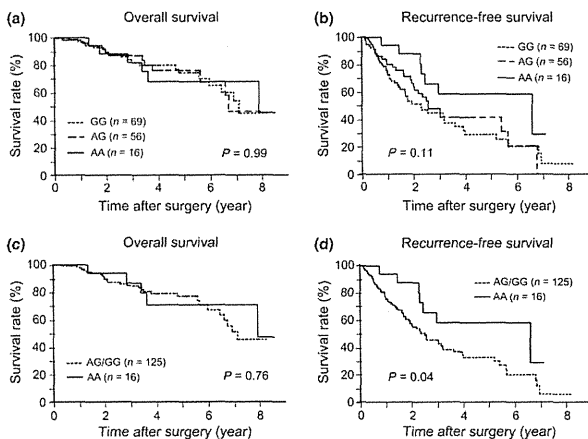 (a) Overall survival
Survival rate (%)
100
80
60
40
20
0
GG (n = 69)
AG (n = 56)
AA (n = 16)
P = 0.99
0 2 4 6 8
Time after surgery (year)
(b) Recurrence-free survival
Survival rate (%)
100
80
60
40
20
0
GG (n = 69)
AG (n = 56)
AA (n = 16)
P = 0.11
0 2 4 6 8
Time after surgery (year)
(c) Overall survival
Survival rate (%)
100
80
60
40
20
0
AG/GG (n = 125)
AA (n = 16)
P = 0.76
0 2 4 6 8
Time after surgery (year)
(d) Recurrence-free survival
Survival rate (%)
100
80
60
40
20
0
AG/GG (n = 125)
AA (n = 16)
P = 0.04
0 2 4 6 8
Time after surgery (year)